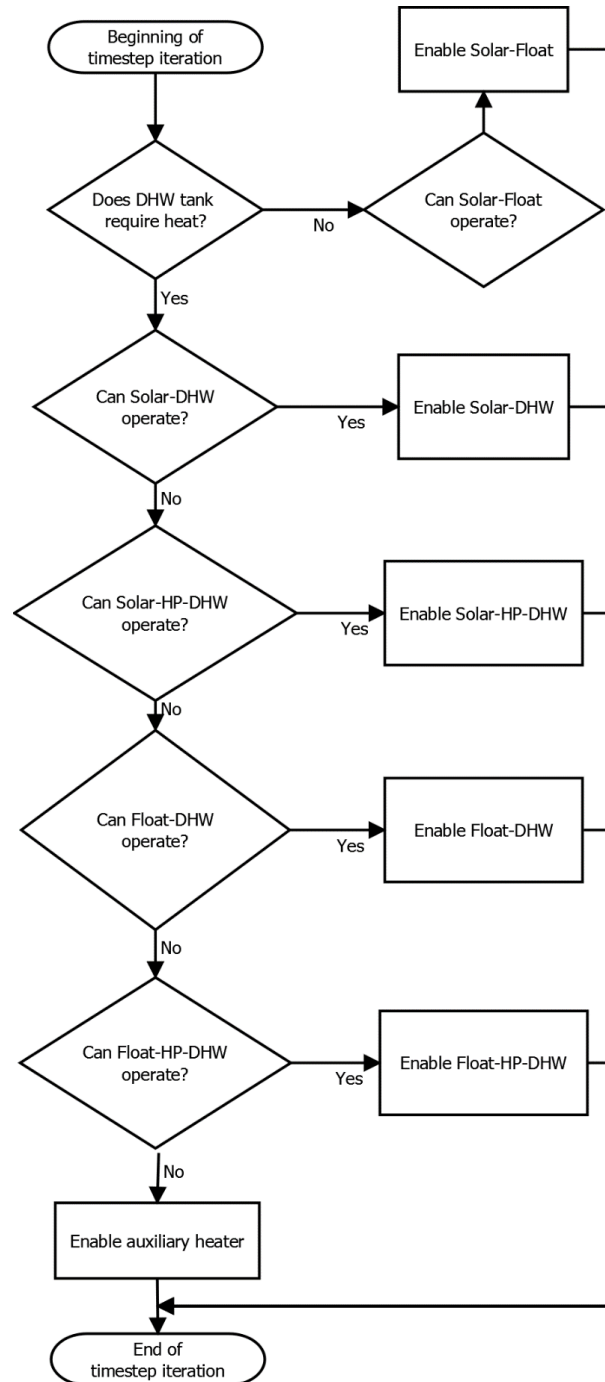 Beginning of
timestep iteration
Enable Solar-Float
Does DHW tank
require heat?
No
Can Solar-Float
operate?
Yes
Can Solar-DHW
operate?
Yes
Enable Solar-DHW
No
Can Solar-HP-DHW
operate?
Yes
Enable Solar-HP-DHW
No
Can Float-DHW
operate?
Yes
Enable Float-DHW
No
Can Float-HP-DHW
operate?
Yes
Enable Float-HP-DHW
No
Enable auxiliary heater
End of
timestep iteration